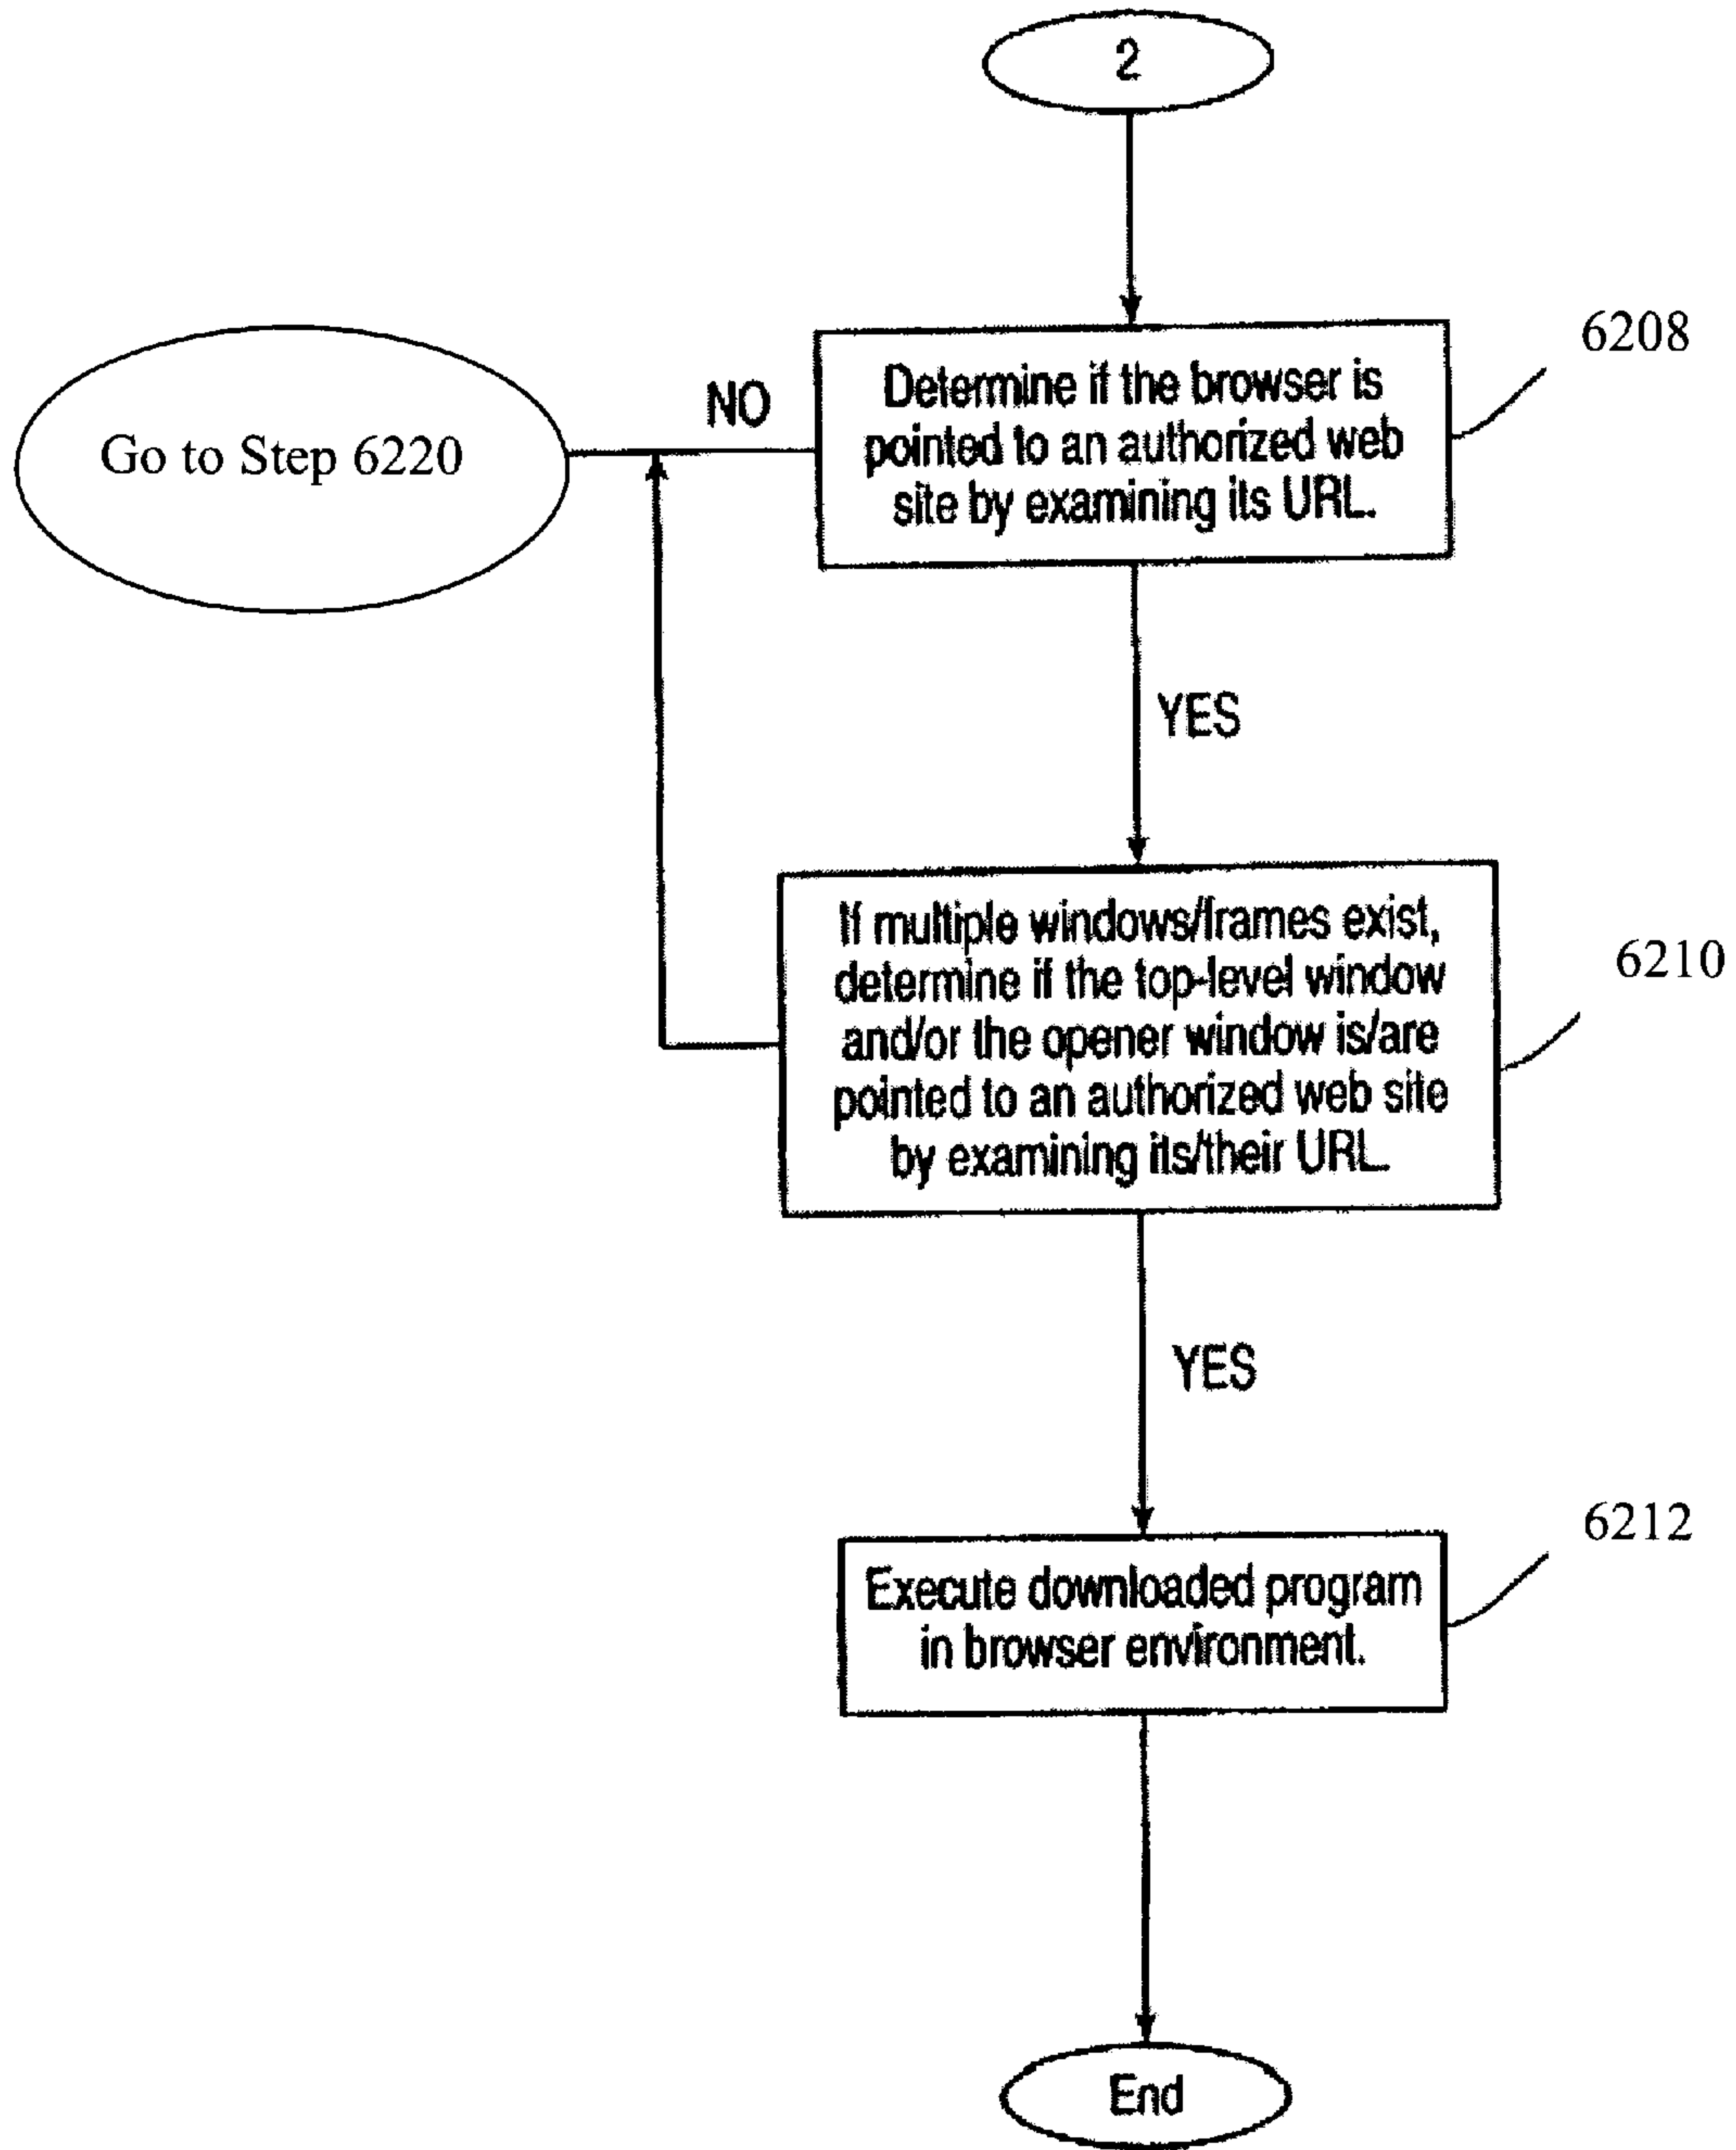 2
6208
Determine if the browser is
pointed to an authorized web
site by examining its URL.
NO
Go to Step 6220
YES
If multiple windows/frames exist,
determine if the top-level window
and/or the opener window is/are
pointed to an authorized web site
by examining its/their URL.
6210
YES
6212
Execute downloaded program
in browser environment.
End